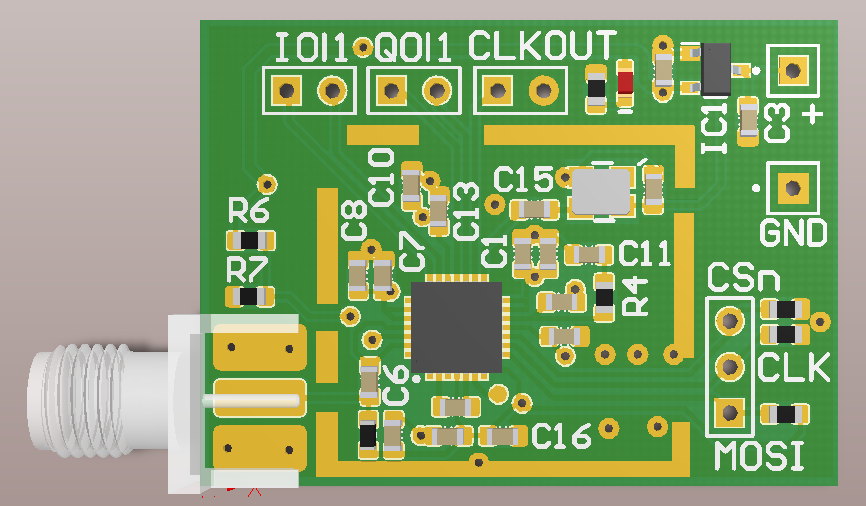 IOI1 QOI1 CLKOUT
IC1
C3
+
C10
C15
R6
C8
C13
GND
C7
C1
C11
R7
CSn
R4
CLK
C6
C16
MOSI